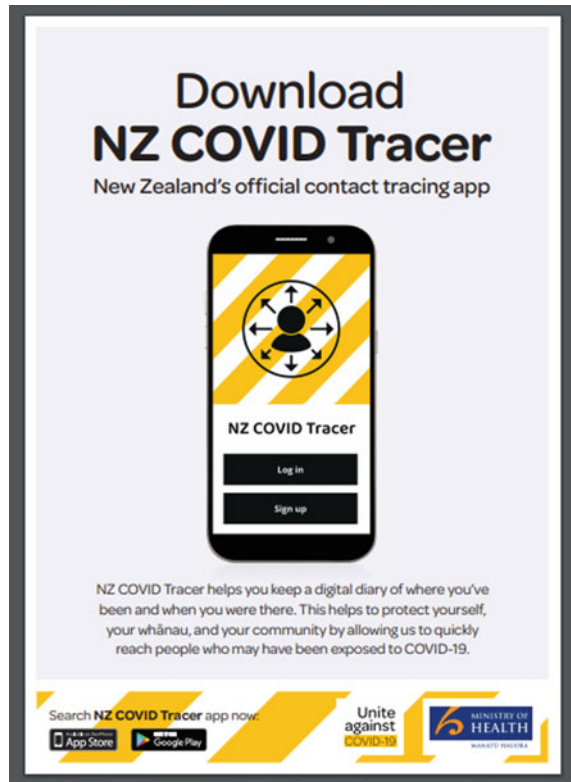 Download
NZ COVID Tracer
New Zealand's official contact tracing app
NZ COVID Tracer
Log in
Sign up
NZ COVID Tracer helps you keep a digital diary of where you've
been and when you were there. This helps to protect yourself,
your whānau, and your community by allowing us to quickly
reach people who may have been exposed to COVID-19.
Search NZ COVID Tracer app now:
App Store
Google Play
Unite
against
COVID-19
MINISTRY OF
HEALTH
MANATŪ HAUORA